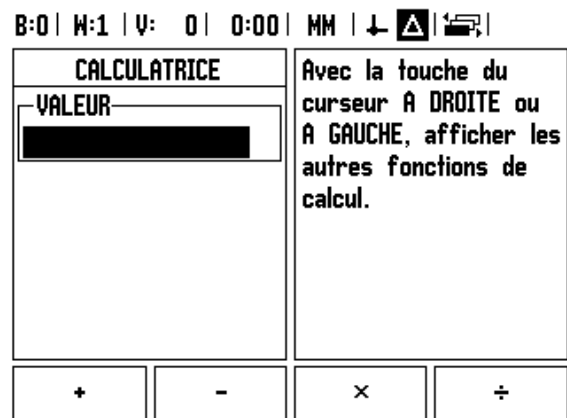 B:0| W:1 | V: 0| 0:00| MM | Δ
CALCULATRICE
VALEUR
Avec la touche du
curseur A DROITE ou
A GAUCHE, afficher les
autres fonctions de
calcul.
+ - × ÷